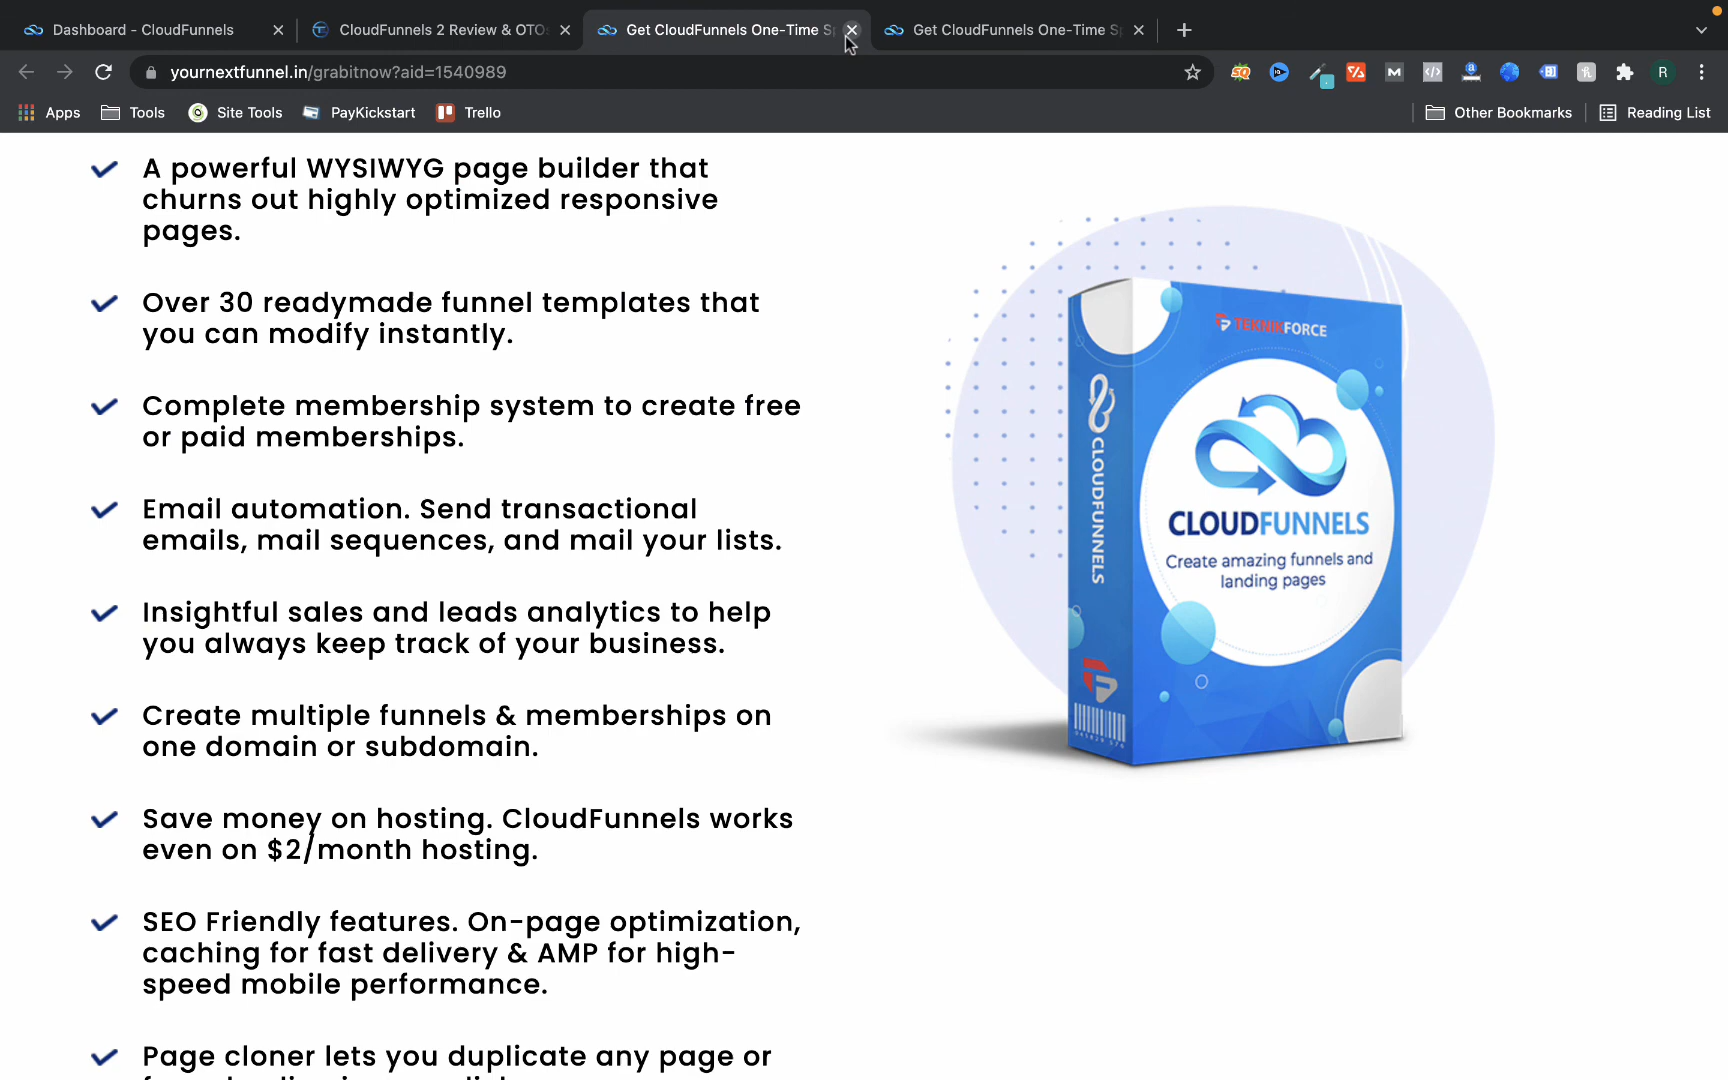 Dashboard - CloudFunnels
CloudFunnels 2 Review & OTO
Get CloudFunnels One-Time Sp
Get CloudFunnels One-Time Sp
yournextfunnel.in/grabitnow?aid=1540989
R
Apps
Tools
Site Tools
PayKickstart
Trello
Other Bookmarks
Reading List
A powerful WYSIWYG page builder that
churns out highly optimized responsive
pages.
Over 30 readymade funnel templates that
you can modify instantly.
Complete membership system to create free
or paid memberships.
Email automation. Send transactional
emails, mail sequences, and mail your lists.
Insightful sales and leads analytics to help
you always keep track of your business.
Create multiple funnels & memberships on
one domain or subdomain.
Save money on hosting. CloudFunnels works
even on $2/month hosting.
SEO Friendly features. On-page optimization,
caching for fast delivery & AMP for high-
speed mobile performance.
Page cloner lets you duplicate any page or
TEKNIKFORCE
CLOUDFUNNELS
CLOUDFUNNELS
Create amazing funnels and
landing pages